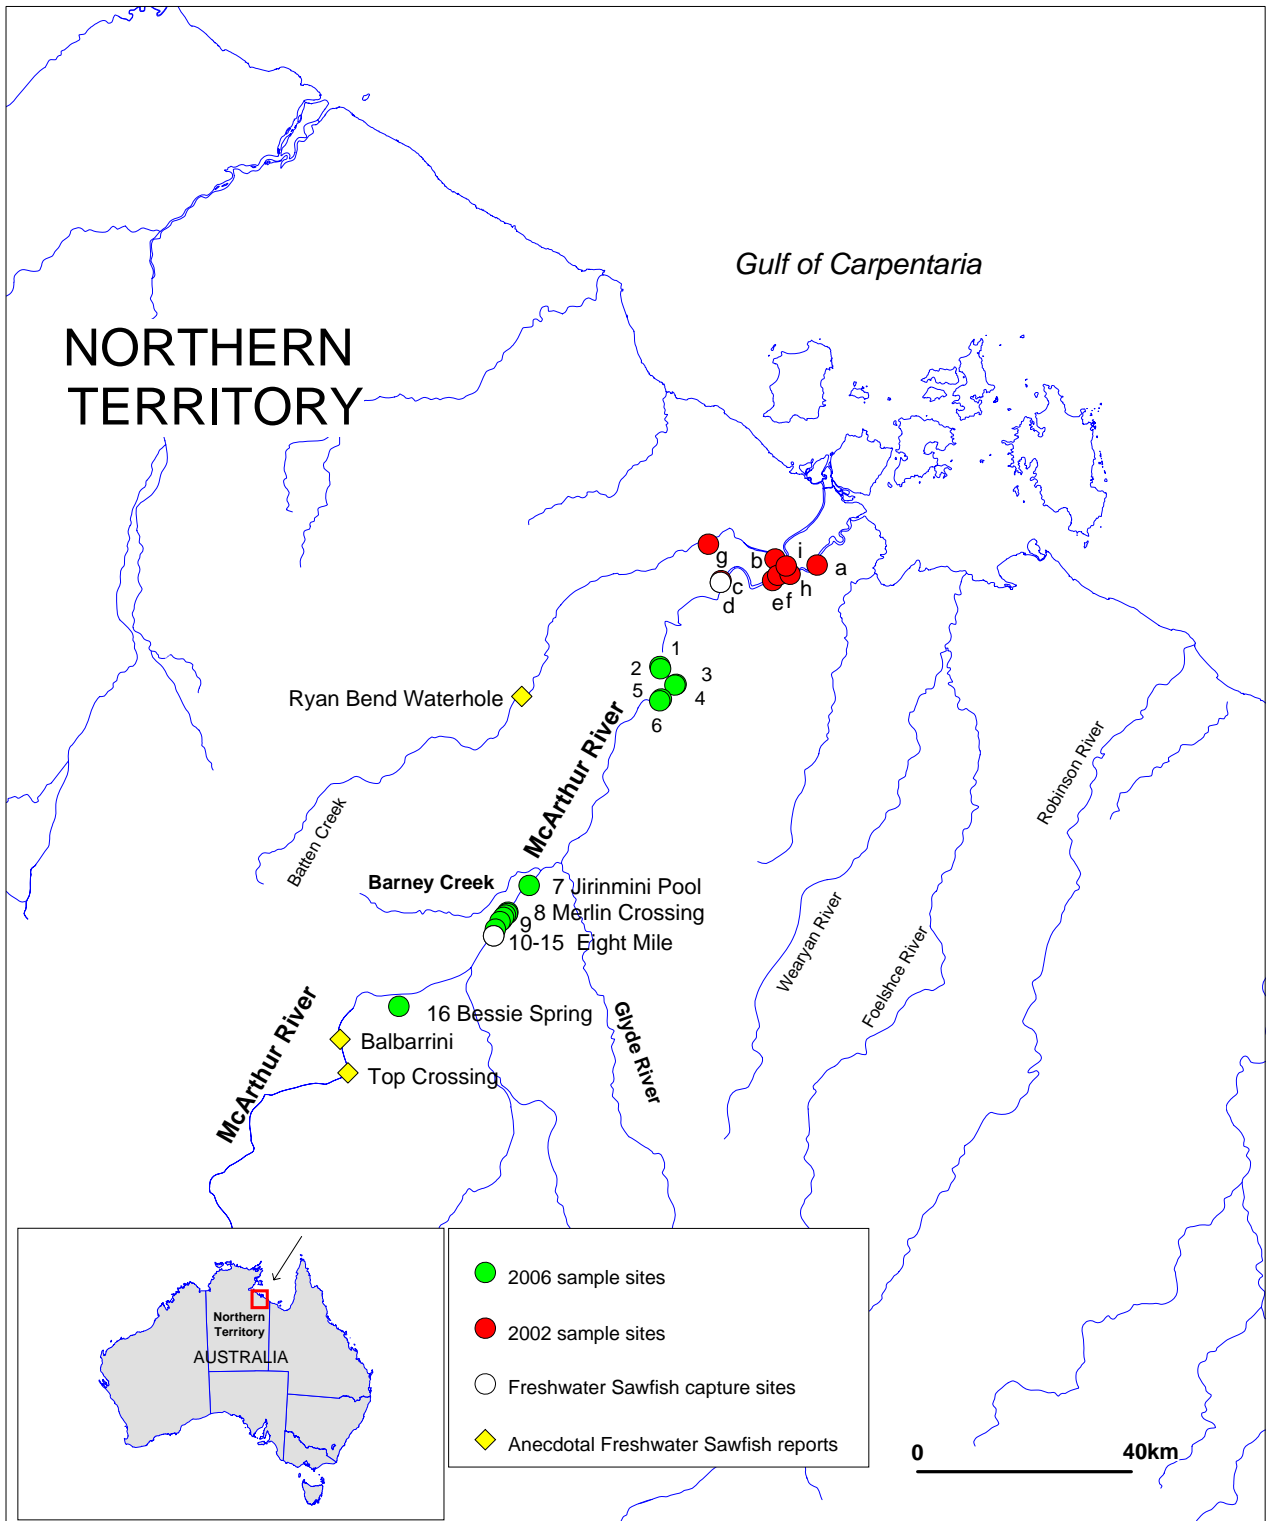 Gulf of Carpentaria
NORTHERN
TERRITORY
g
b
i
a
c
h
d
e
f
1
2
3
5
4
6
Ryan Bend Waterhole
McArthur River
Batten Creek
Robinson River
Barney Creek
7 Jirinmini Pool
8 Merlin Crossing
9
10-15 Eight Mile
Wearyan River
Foelshce River
16 Bessie Spring
Glyde River
McArthur River
Balbarrini
Top Crossing
Northern
Territory
AUSTRALIA
2006 sample sites
2002 sample sites
Freshwater Sawfish capture sites
Anecdotal Freshwater Sawfish reports
0
40km